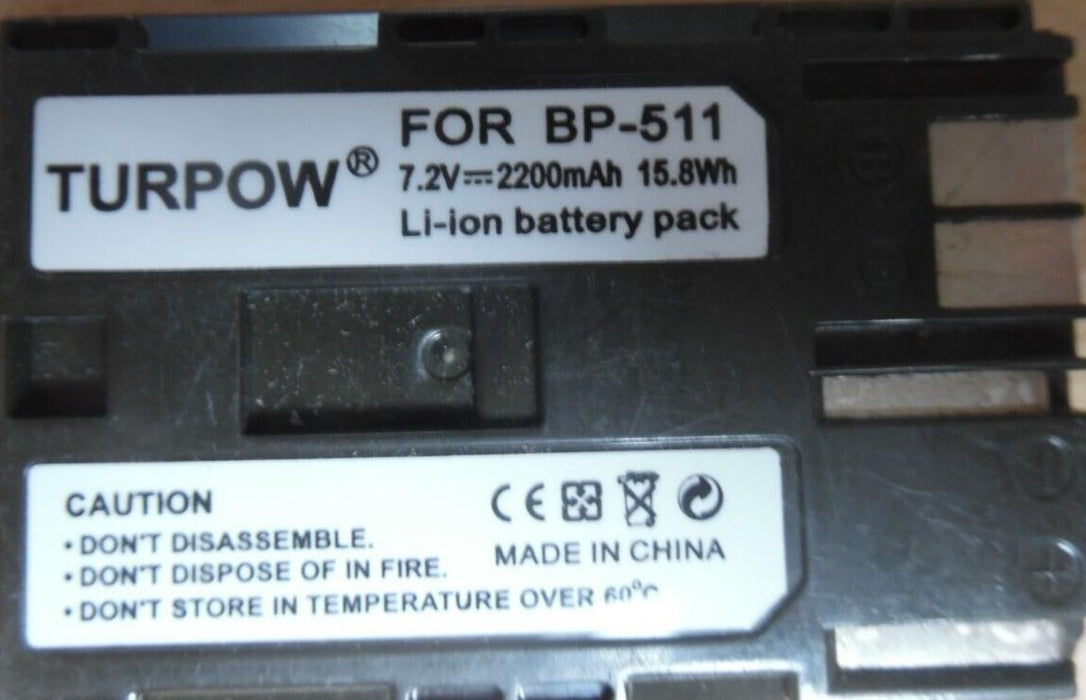 TURPOW®
FOR BP-511
7.2V⎓2200mAh 15.8Wh
Li-ion battery pack
CAUTION
•DON'T DISASSEMBLE.
•DON'T DISPOSE OF IN FIRE.
•DON'T STORE IN TEMPERATURE OVER 60°C
CE
MADE IN CHINA